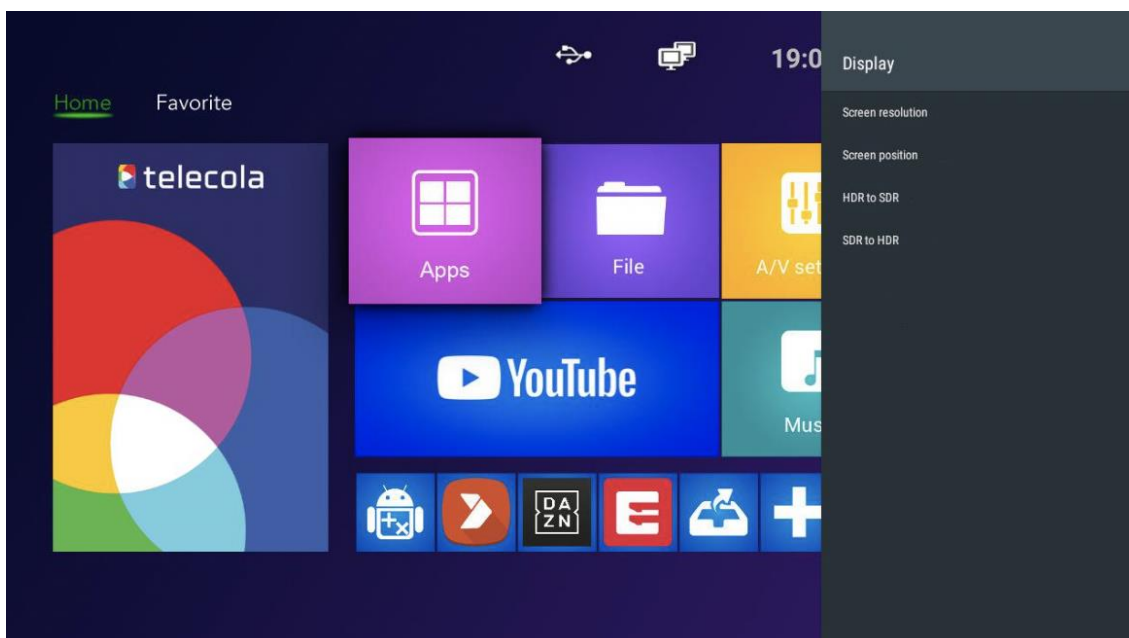 19:0
Home Favorite
telecola
Apps
File
A/V set
YouTube
Mus
DA
ZN
Display
Screen resolution
Screen position
HDR to SDR
SDR to HDR